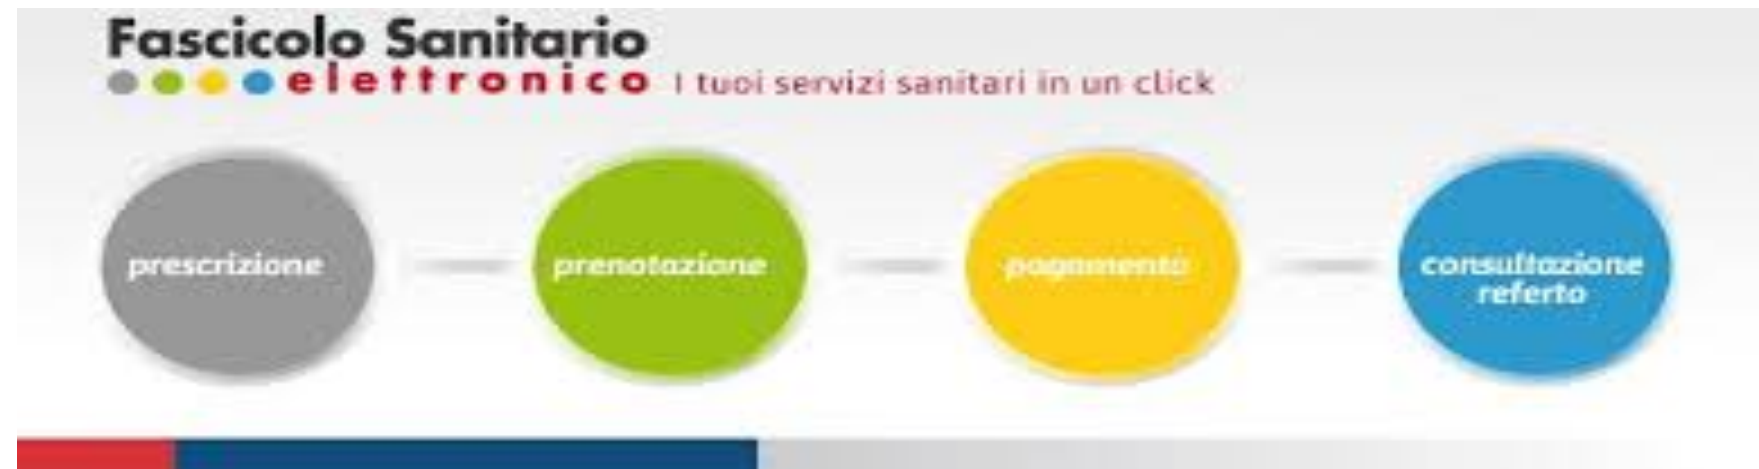 Fascicolo Sanitario
elettronico I tuoi servizi sanitari in un click
prescrizione
prenotazione
pagamento
consultazione
referto